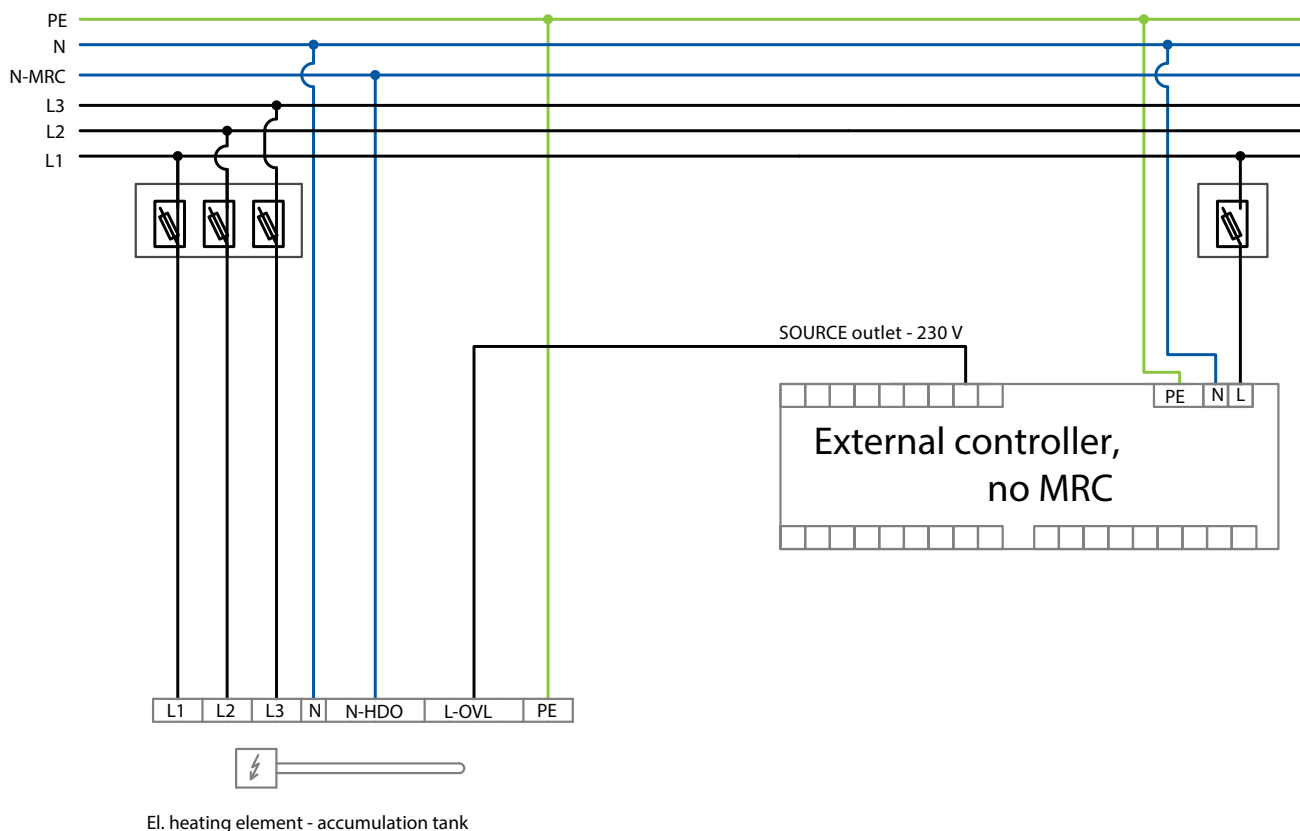 PE
N
N-MRC
L3
L2
L1
SOURCE outlet - 230 V
PE N L
External controller,
no MRC
L1 L2 L3 N N-HDO L-OVL PE
El. heating element - accumulation tank